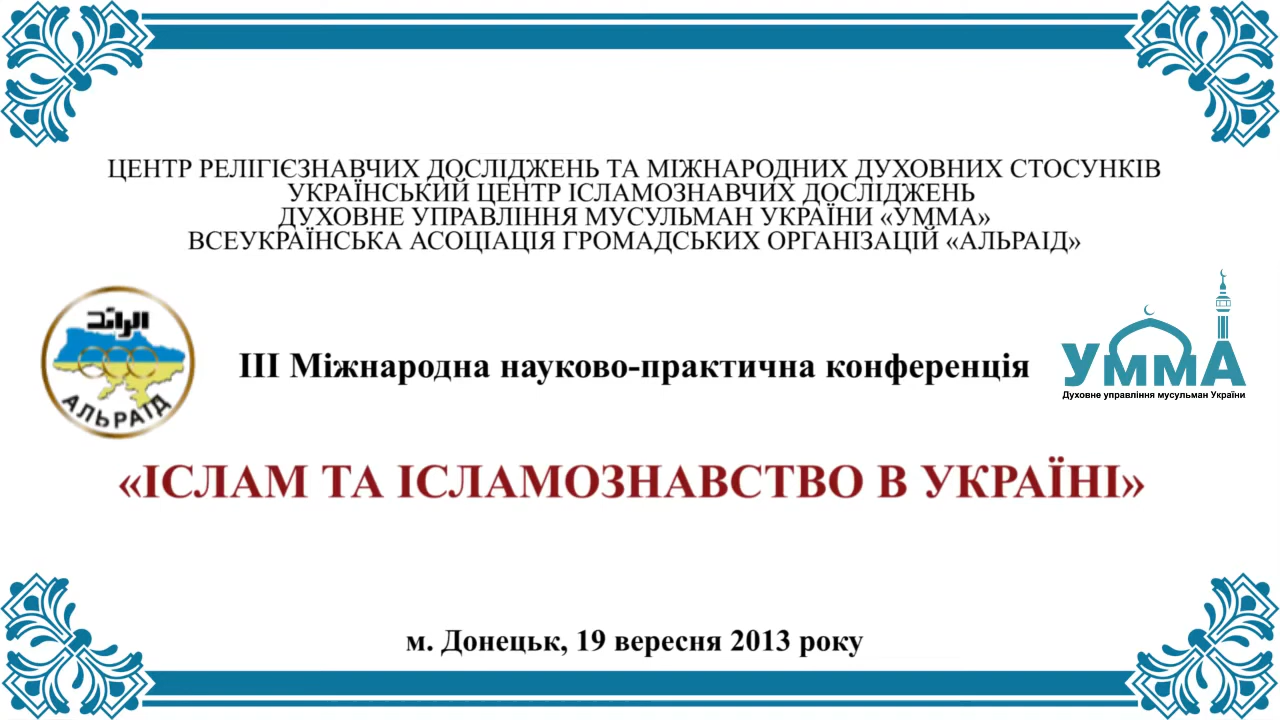 ЦЕНТР РЕЛІГІЄЗНАВЧИХ ДОСЛІДЖЕНЬ ТА МІЖНАРОДНИХ ДУХОВНИХ СТОСУНКІВ
УКРАЇНСЬКИЙ ЦЕНТР ІСЛАМОЗНАВЧИХ ДОСЛІДЖЕНЬ
ДУХОВНЕ УПРАВЛІННЯ МУСУЛЬМАН УКРАЇНИ «УММА»
ВСЕУКРАЇНСЬКА АСОЦІАЦІЯ ГРОМАДСЬКИХ ОРГАНІЗАЦІЙ «АЛЬРАІД»
الرائد
АЛЬРАІД
ІІІ Міжнародна науково-практична конференція
УММА
Духовне управління мусульман України
«ІСЛАМ ТА ІСЛАМОЗНАВСТВО В УКРАЇНІ»
м. Донецьк, 19 вересня 2013 року